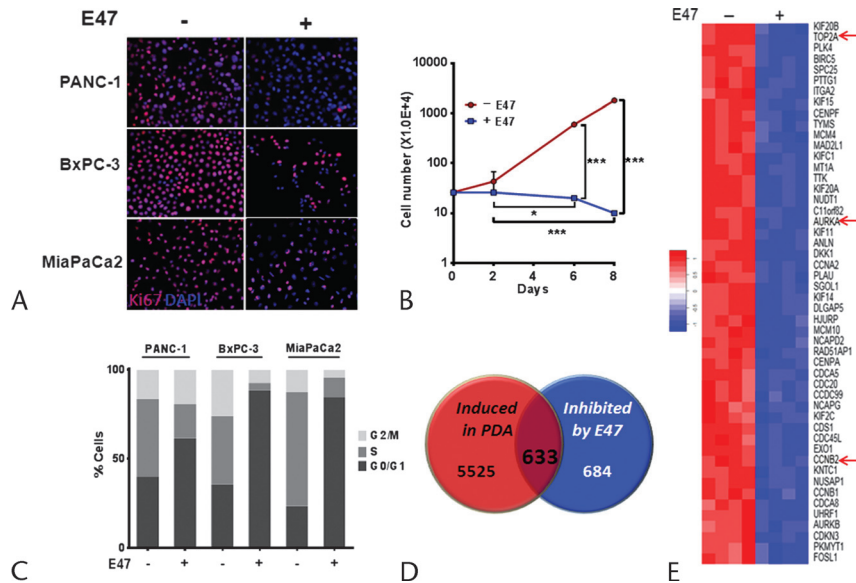 E47 - +
PANC-1
BxPC-3
MiaPaCa2
Ki67 DAPI
A
Cell number (X1.0E+4)
10000
1000
100
10
1
− E47
+ E47
***
***
*
***
0 2 6 8
Days
B
PANC-1 BxPC-3 MiaPaCa2
% Cells
100
50
0
G2/M
S
G0/G1
E47 - + - + - +
C
Induced in PDA
5525
633
Inhibited by E47
684
D
E47 − +
KIF20B
TOP2A
PLK4
BIRC5
SPC25
PTTG1
ITGA2
KIF15
CENPF
TYMS
MCM4
MAD2L1
KIFC1
MT1A
TTK
KIF20A
NUDT1
C11orf82
AURKA
KIF11
ANLN
DKK1
CCNA2
PLAU
SGOL1
KIF14
DLGAP5
HJURP
MCM10
NCAPD2
RAD51AP1
CENPA
CDCA5
CDC20
CCDC99
NCAPG
KIF2C
CDS1
CDC45L
EXO1
CCNB2
KNTC1
NUSAP1
CCNB1
CDCA8
UHRF1
AURKB
CDKN3
PKMYT1
FOSL1
E